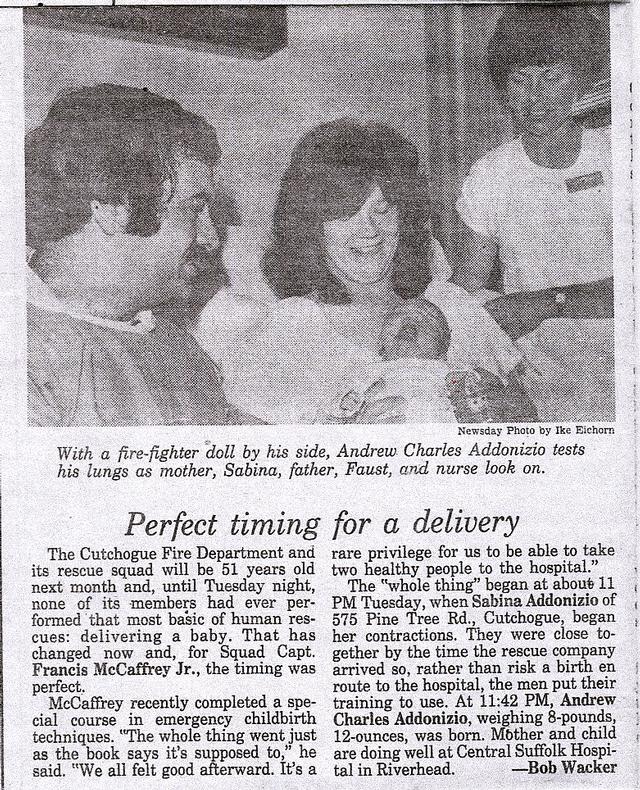 Newsday Photo by Ike Eichorn
With a fire-fighter doll by his side, Andrew Charles Addonizio tests
his lungs as mother, Sabina, father, Faust, and nurse look on.
Perfect timing for a delivery
The Cutchogue Fire Department and
its rescue squad will be 51 years old
next month and, until Tuesday night,
none of its members had ever per-
formed that most basic of human res-
cues: delivering a baby. That has
changed now and, for Squad Capt.
Francis McCaffrey Jr., the timing was
perfect.
McCaffrey recently completed a spe-
cial course in emergency childbirth
techniques. "The whole thing went just
as the book says it's supposed to," he
said. "We all felt good afterward. It's a
rare privilege for us to be able to take
two healthy people to the hospital."
The "whole thing" began at about 11
PM Tuesday, when Sabina Addonizio of
575 Pine Tree Rd., Cutchogue, began
her contractions. They were close to-
gether by the time the rescue company
arrived so, rather than risk a birth en
route to the hospital, the men put their
training to use. At 11:42 PM, Andrew
Charles Addonizio, weighing 8-pounds,
12-ounces, was born. Mother and child
are doing well at Central Suffolk Hospi-
tal in Riverhead. —Bob Wacker